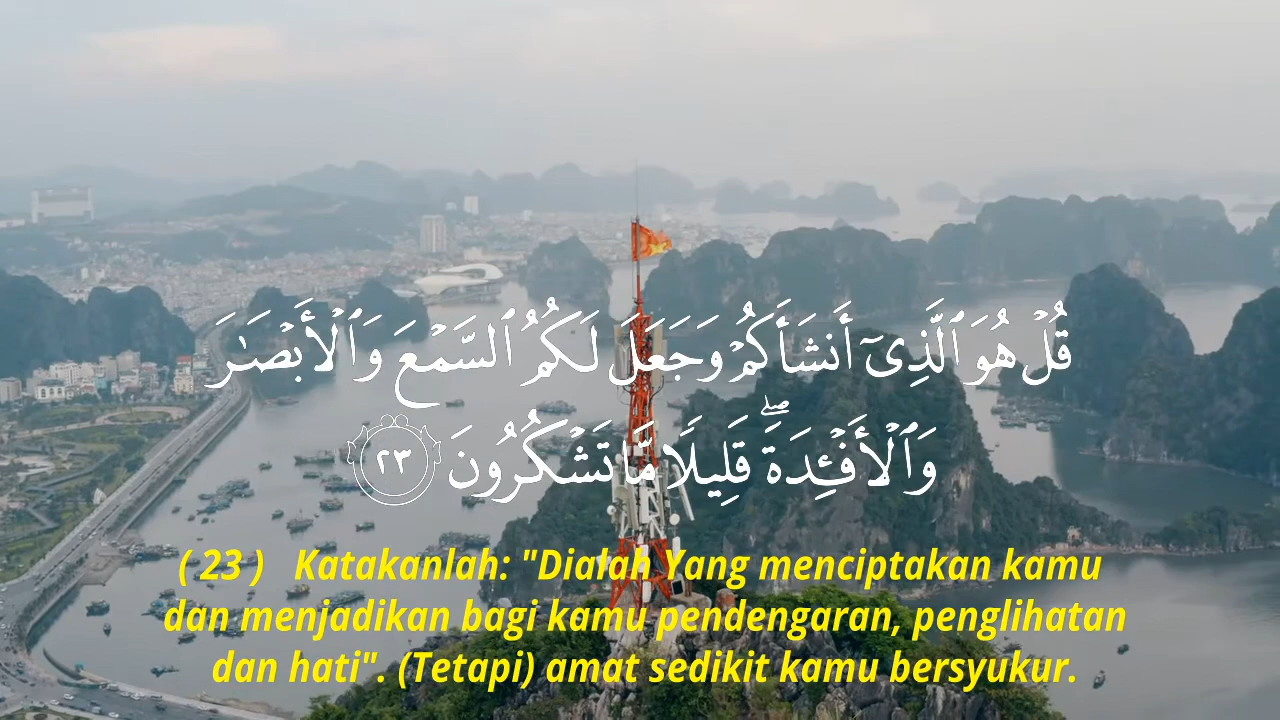 قُلْ هُوَ ٱلَّذِىٓ أَنشَأَكُمْ وَجَعَلَ لَكُمُ ٱلسَّمْعَ وَٱلْأَبْصَـٰرَ
وَٱلْأَفْـِٔدَةَ ۖ قَلِيلًا مَّا تَشْكُرُونَ ٢٣
( 23 ) Katakanlah: "Dialah Yang menciptakan kamu
dan menjadikan bagi kamu pendengaran, penglihatan
dan hati". (Tetapi) amat sedikit kamu bersyukur.